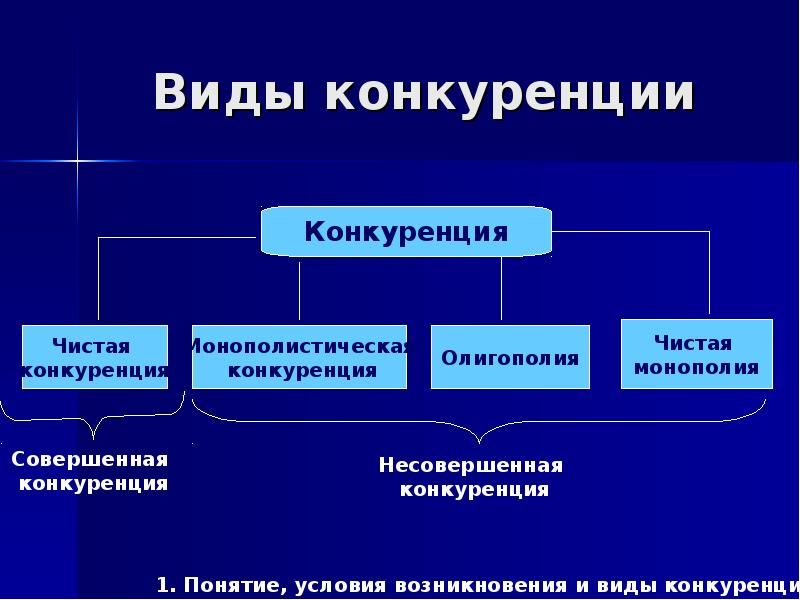 Виды конкуренции
Конкуренция
Чистая
конкуренция
Монополистическая
конкуренция
Олигополия
Чистая
монополия
Совершенная
конкуренция
Несовершенная
конкуренция
1. Понятие, условия возникновения и виды конкуренци